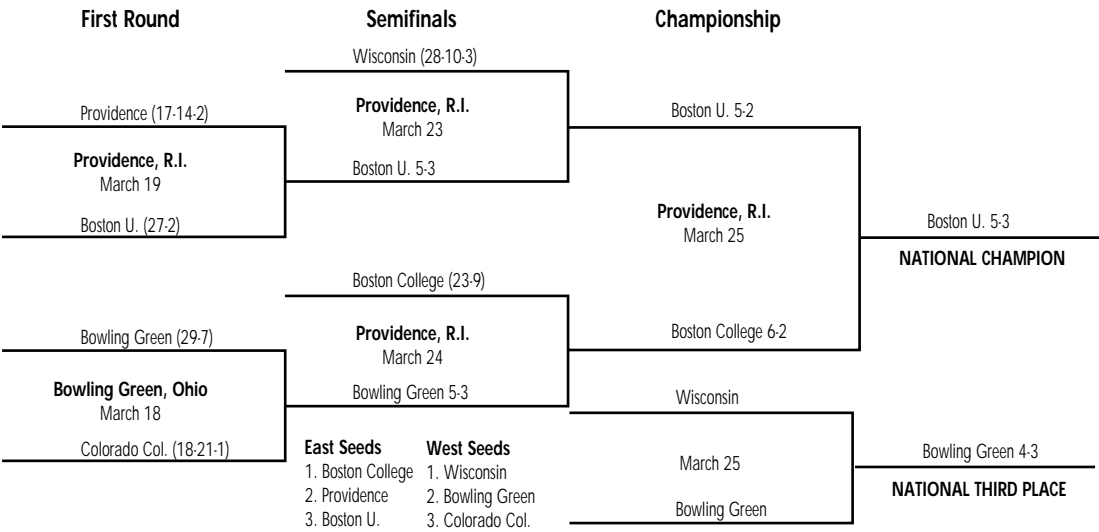 First Round
Semifinals
Championship
Wisconsin (28-10-3)
Providence (17-14-2)
Providence, R.I.
March 23
Boston U. 5-2
Providence, R.I.
March 19
Boston U. 5-3
Boston U. (27-2)
Providence, R.I.
March 25
Boston U. 5-3
NATIONAL CHAMPION
Boston College (23-9)
Bowling Green (29-7)
Providence, R.I.
March 24
Boston College 6-2
Bowling Green, Ohio
March 18
Bowling Green 5-3
Colorado Col. (18-21-1)
Wisconsin
March 25
Bowling Green
Bowling Green 4-3
NATIONAL THIRD PLACE
East Seeds
1. Boston College
2. Providence
3. Boston U.
West Seeds
1. Wisconsin
2. Bowling Green
3. Colorado Col.